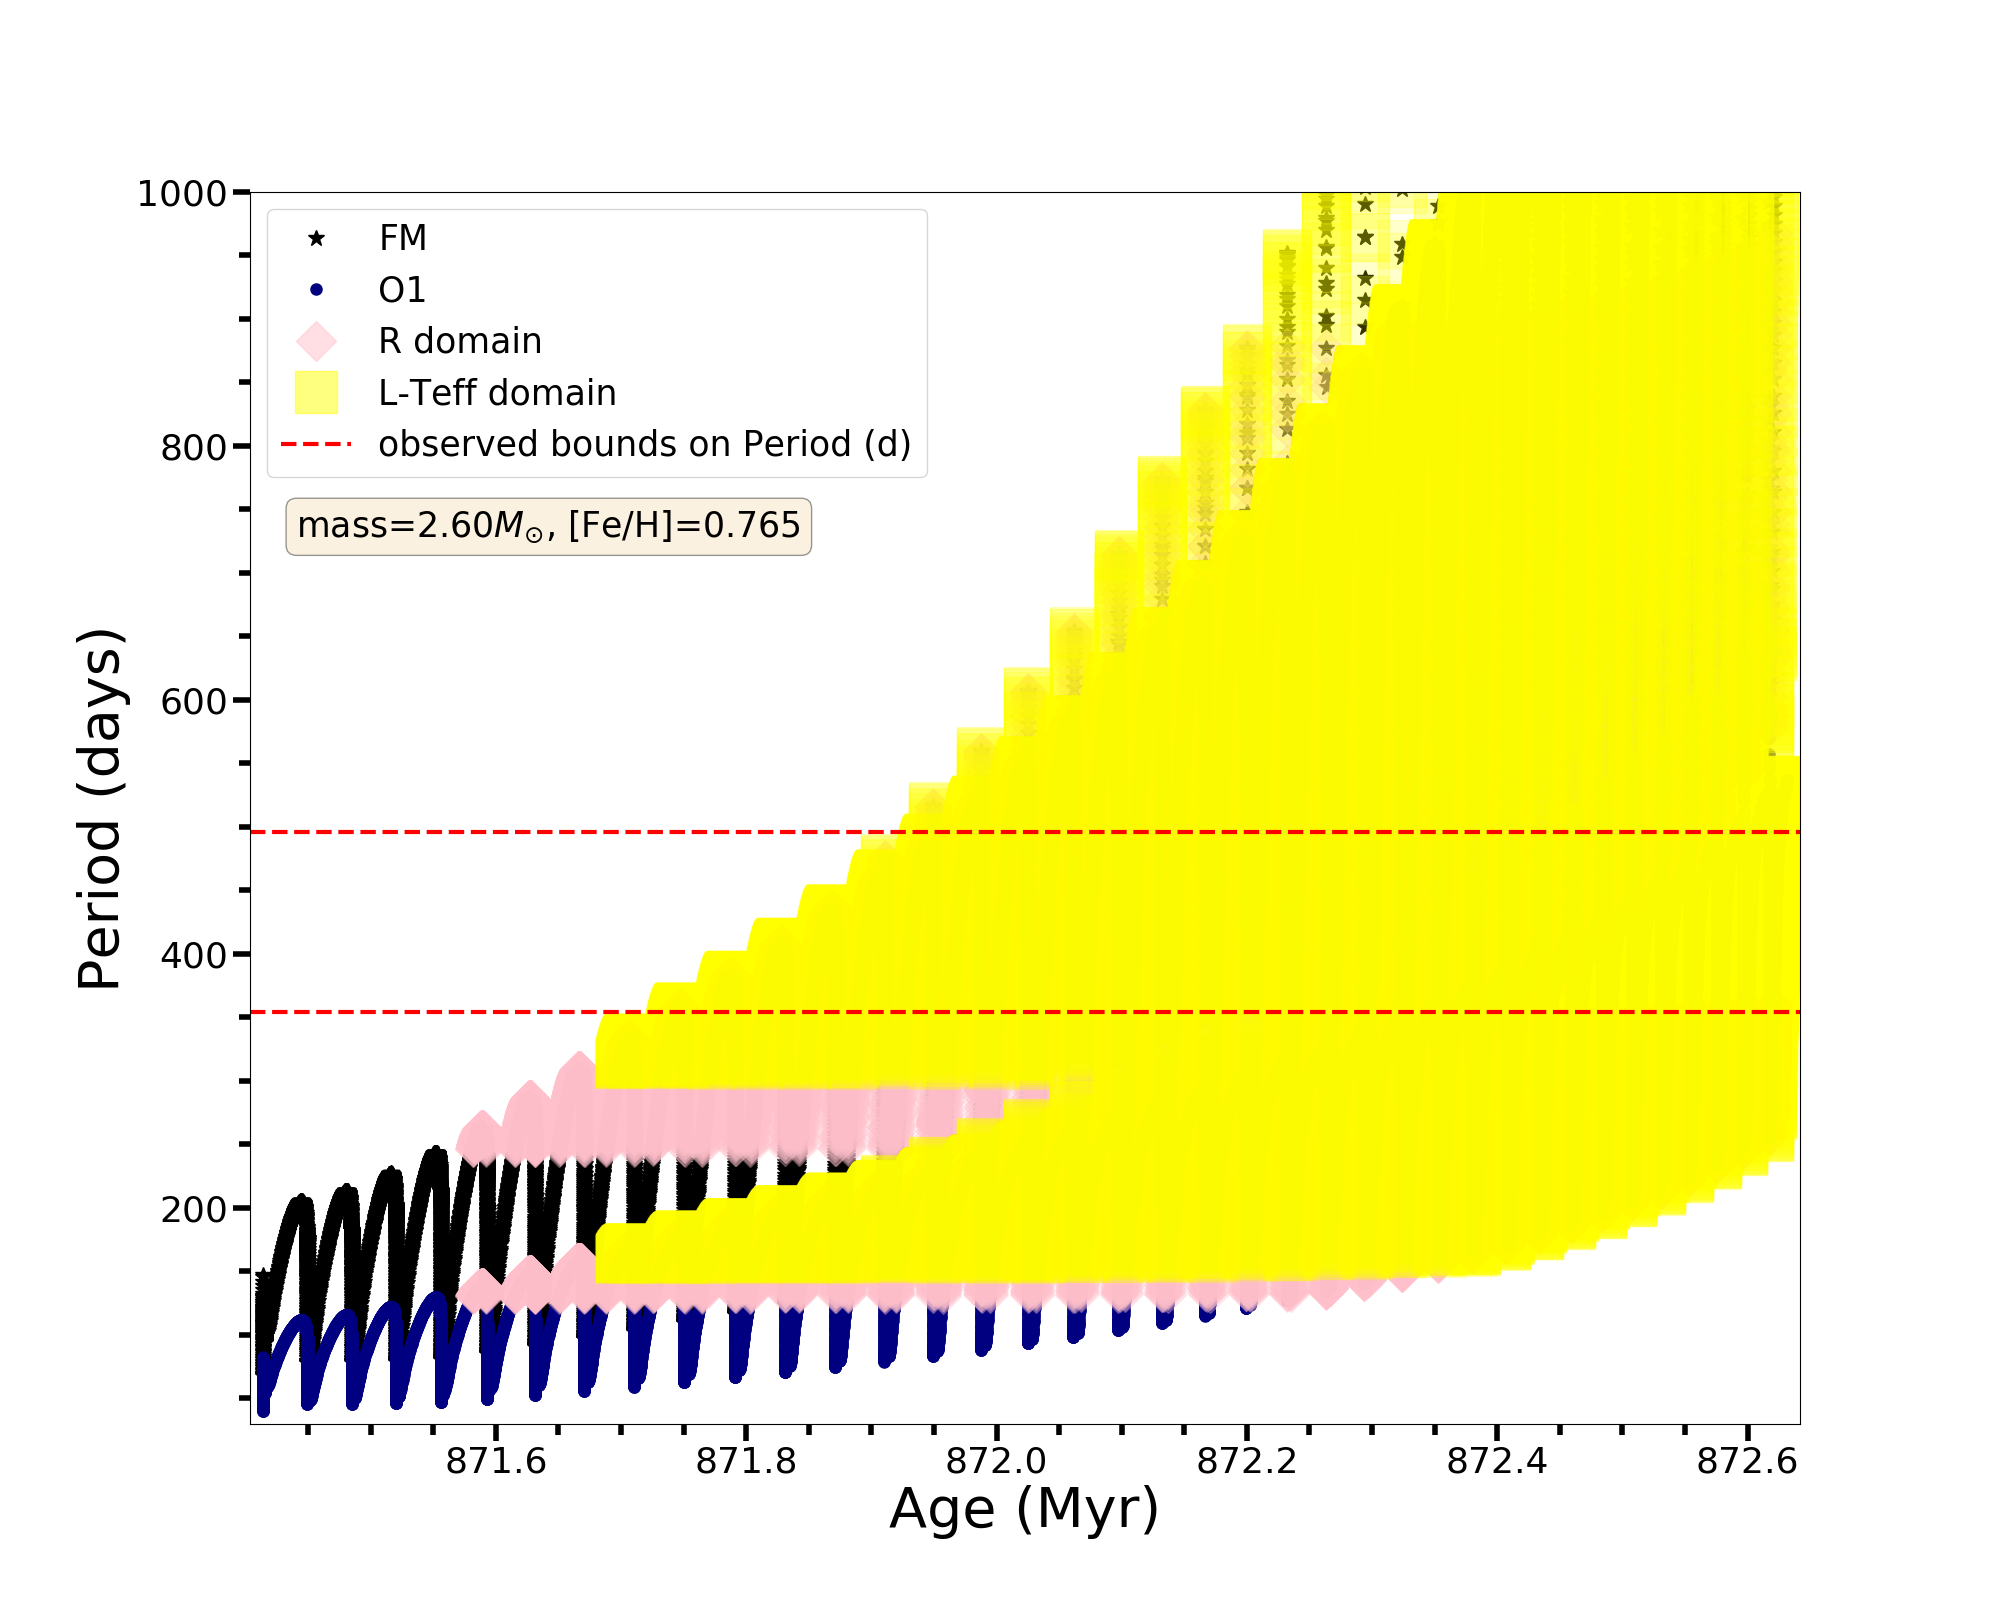 1000
800
600
400
200
Period (days)
FM
O1
R domain
L-Teff domain
observed bounds on Period (d)
mass=2.60M⊙, [Fe/H]=0.765
871.6 871.8 872.0 872.2 872.4 872.6
Age (Myr)